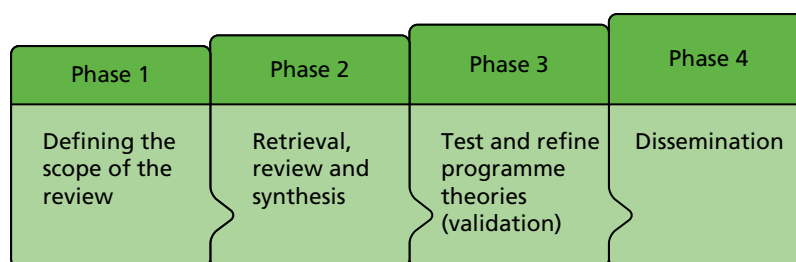 Phase 1
Defining the
scope of the
review
Phase 2
Retrieval,
review and
synthesis
Phase 3
Test and refine
programme
theories
(validation)
Phase 4
Dissemination